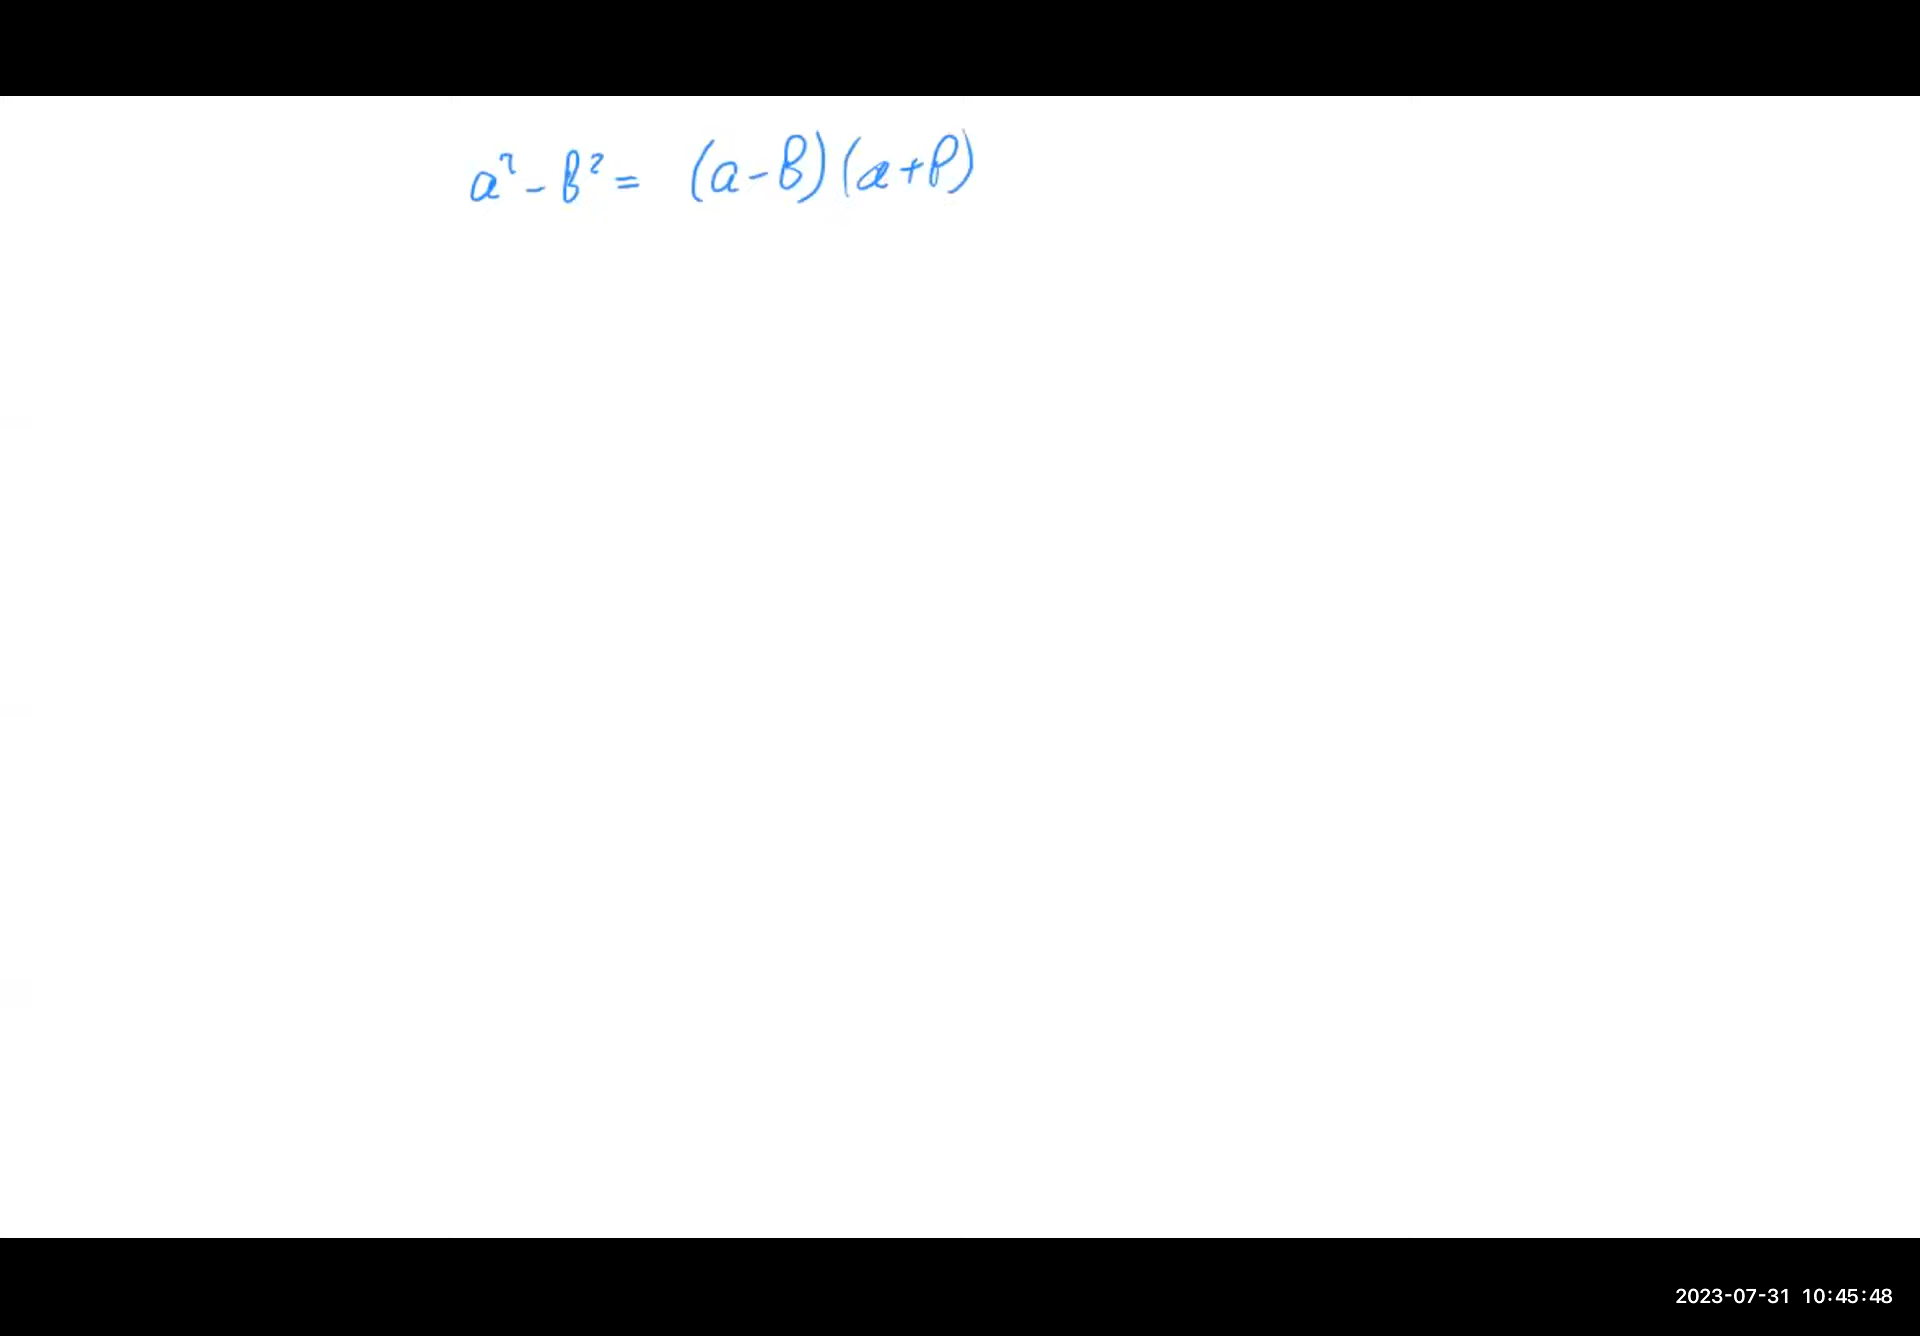 a² - b² = (a - b)(a + b)
2023-07-31 10:45:48